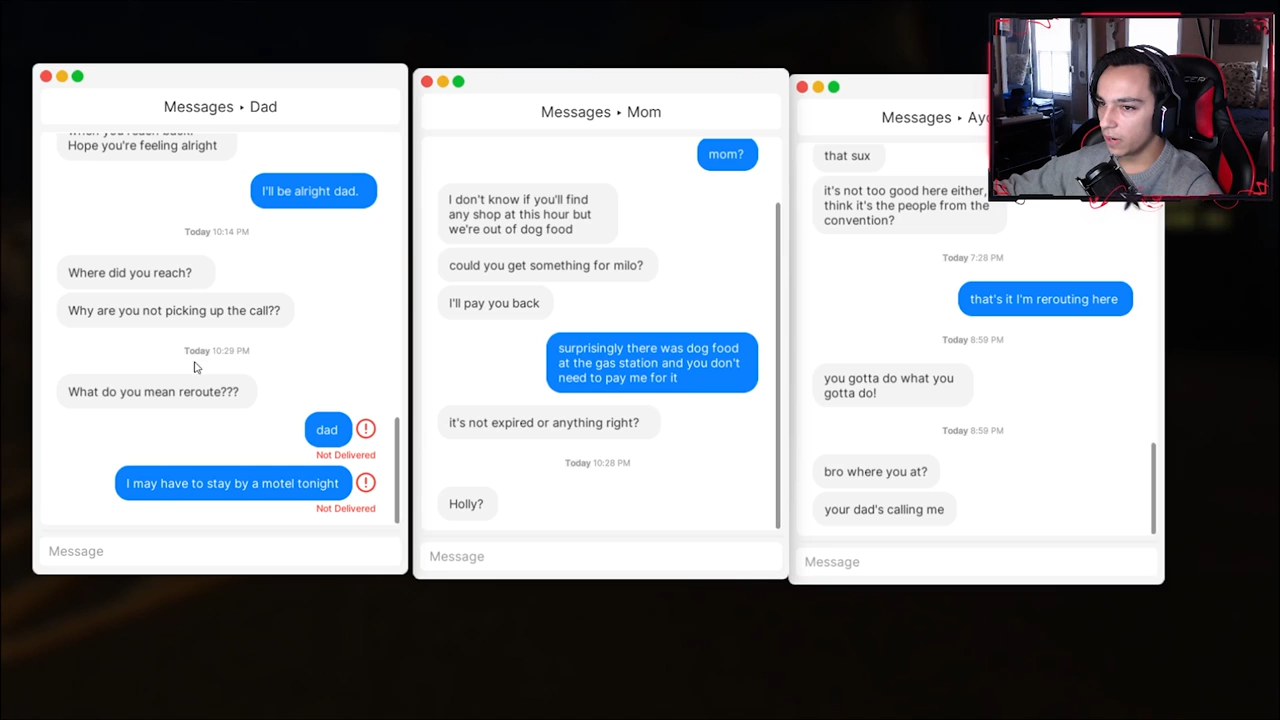 Messages ‣ Dad
when you reach back!
Hope you're feeling alright
I'll be alright dad.
Today 10:14 PM
Where did you reach?
Why are you not picking up the call??
Today 10:29 PM
What do you mean reroute???
dad
Not Delivered
I may have to stay by a motel tonight
Not Delivered
Message
Messages ‣ Mom
mom?
I don't know if you'll find
any shop at this hour but
we're out of dog food
could you get something for milo?
I'll pay you back
surprisingly there was dog food
at the gas station and you don't
need to pay me for it
it's not expired or anything right?
Today 10:28 PM
Holly?
Message
Messages ‣
that sux
it's not too good here either,
think it's the people from the
convention?
Today 7:28 PM
that's it I'm rerouting here
Today 8:59 PM
you gotta do what you
gotta do!
Today 8:59 PM
bro where you at?
your dad's calling me
Message